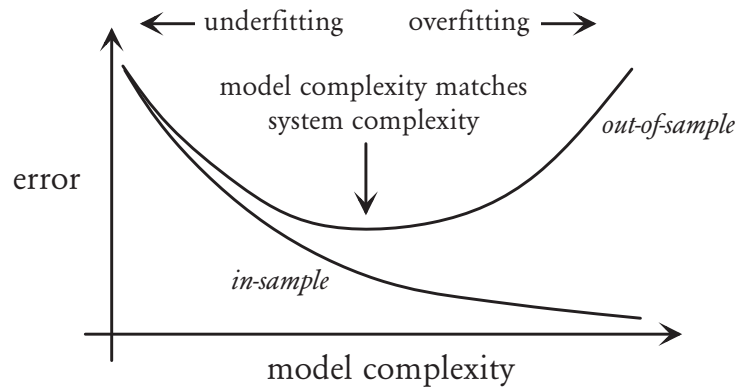 underfitting overfitting
model complexity matches
system complexity
out-of-sample
error
in-sample
model complexity